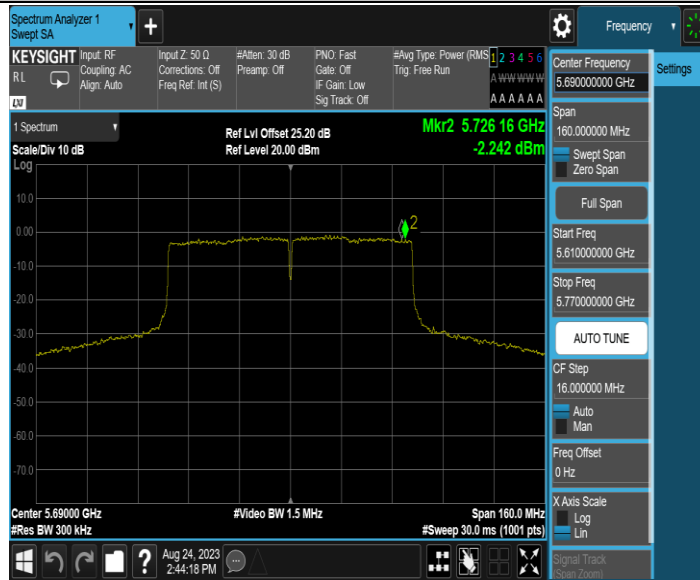 Spectrum Analyzer 1
Swept SA
Frequency
KEYSIGHT
RL
LXI
Input: RF
Coupling: AC
Align: Auto
Input Z: 50 Ω
Corrections: Off
Freq Ref: Int (S)
#Atten: 30 dB
Preamp: Off
PNO: Fast
Gate: Off
IF Gain: Low
Sig Track: Off
#Avg Type: Power (RMS
Trig: Free Run
1 2 3 4 5 6
A W W W W W
A A A A A A
1 Spectrum
Scale/Div 10 dB
Log
Ref Lvl Offset 25.20 dB
Ref Level 20.00 dBm
Mkr2 5.726 16 GHz
-2.242 dBm
10.0
0.00
-10.0
-20.0
-30.0
-40.0
-50.0
-60.0
-70.0
2
Center 5.69000 GHz
#Res BW 300 kHz
#Video BW 1.5 MHz
Span 160.0 MHz
#Sweep 30.0 ms (1001 pts)
Center Frequency
5.690000000 GHz
Settings
Span
160.000000 MHz
Swept Span
Zero Span
Full Span
Start Freq
5.610000000 GHz
Stop Freq
5.770000000 GHz
AUTO TUNE
CF Step
16.000000 MHz
Auto
Man
Freq Offset
0 Hz
X Axis Scale
Log
Lin
Signal Track
(Span Zoom)
?
Aug 24, 2023
2:44:18 PM